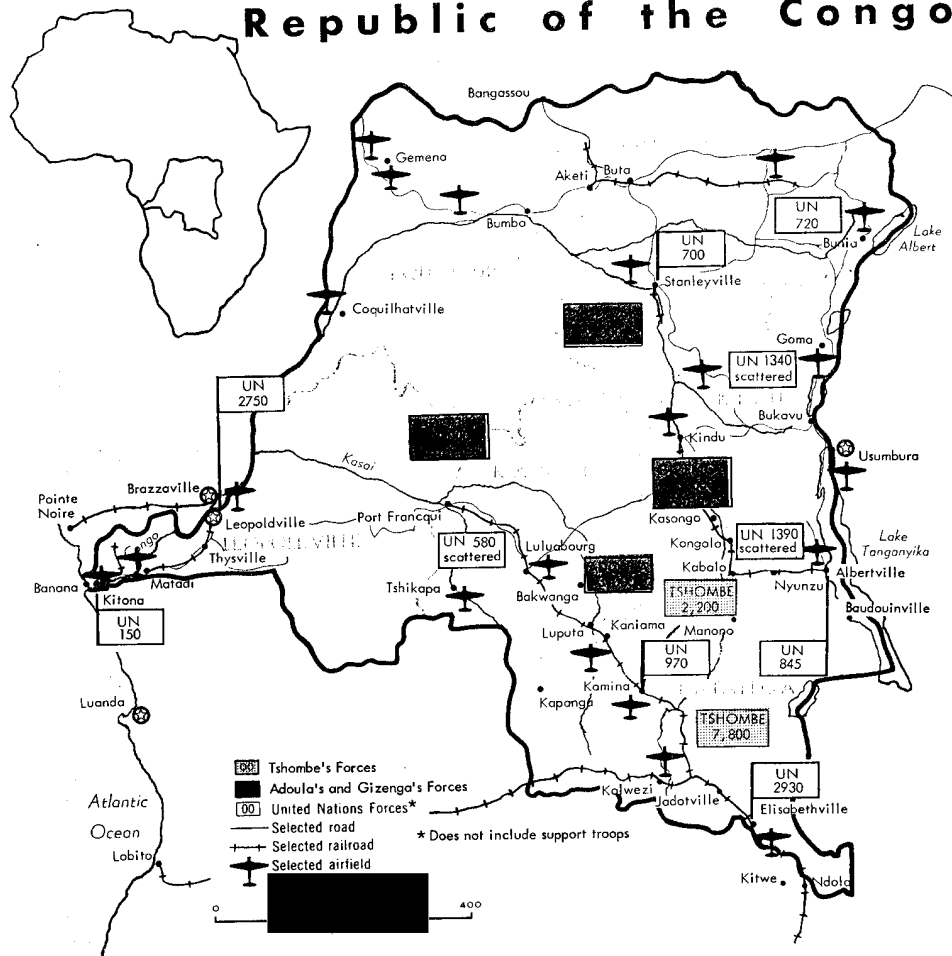 Republic of the Congo
Bangassou
Gemena
Aketi
Buta
Bumba
UN
720
Bunia
Lake
Albert
UN
700
Stanleyville
Coquilhatville
Goma
UN 1340
scattered
UN
2750
Bukavu
Kindu
Usumbura
Kasai
Brazzaville
Pointe
Noire
Leopoldville
Port Francqui
Kasongo
Congo
Thysville
UN 580
scattered
Luluabourg
Kongolo
UN 1390
scattered
Lake
Tanganyika
Banana
Matadi
Kabalo
Nyunzu
Albertville
Kitona
Tshikapa
Bakwanga
TSHOMBE
2,200
Baudouinville
UN
150
Luputa
Kaniama
Manono
UN
970
UN
845
Kamina
Kapanga
Luanda
TSHOMBE
7,800
Tshombe's Forces
Adoula's and Gizenga's Forces
00 United Nations Forces*
Selected road
Selected railroad
Selected airfield
Kolwezi
Jadotville
UN
2930
Elisabethville
* Does not include support troops
Atlantic
Ocean
Lobito
Kitwe
Ndola
0
400